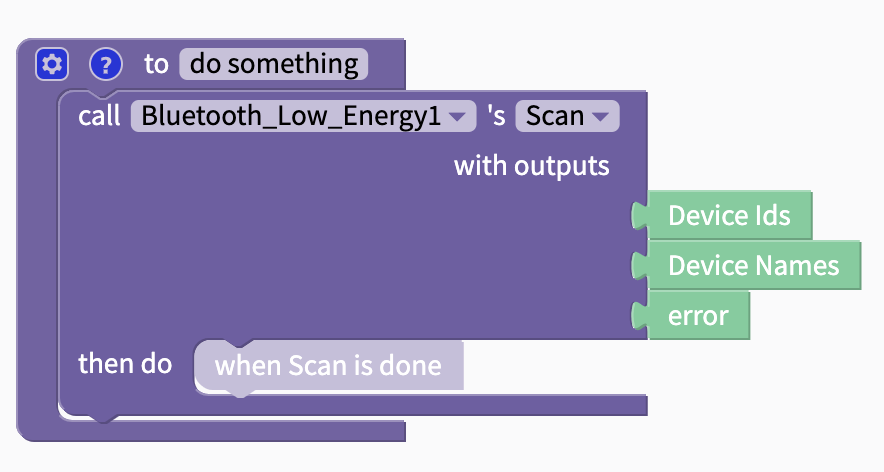 ? to do something
call Bluetooth_Low_Energy1 's Scan
with outputs
Device Ids
Device Names
error
then do when Scan is done